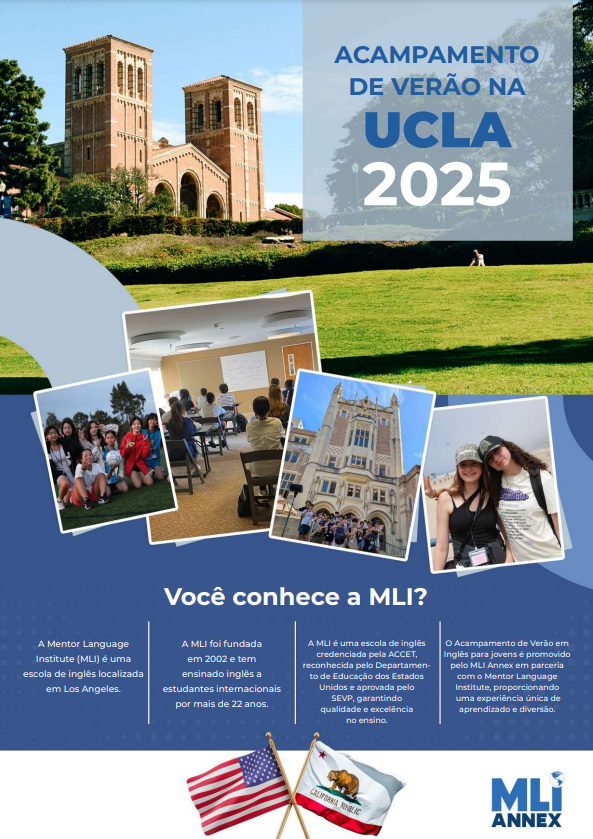 ACAMPAMENTO
DE VERÃO NA
UCLA
2025
Você conhece a MLI?
A Mentor Language
Institute (MLI) é uma
escola de inglês localizada
em Los Angeles.
A MLI foi fundada
em 2002 e tem
ensinado inglês a
estudantes internacionais
por mais de 22 anos.
A MLI é uma escola de inglês
credenciada pela ACCET,
reconhecida pelo Departamen-
to de Educação dos Estados
Unidos e aprovada pelo
SEVP, garantindo
qualidade e excelência
no ensino.
O Acampamento de Verão em
Inglês para jovens é promovido
pelo MLI Annex em parceria
com o Mentor Language
Institute, proporcionando
uma experiência única de
aprendizado e diversão.
CALIFORNIA REPUBLIC
MLi
ANNEX